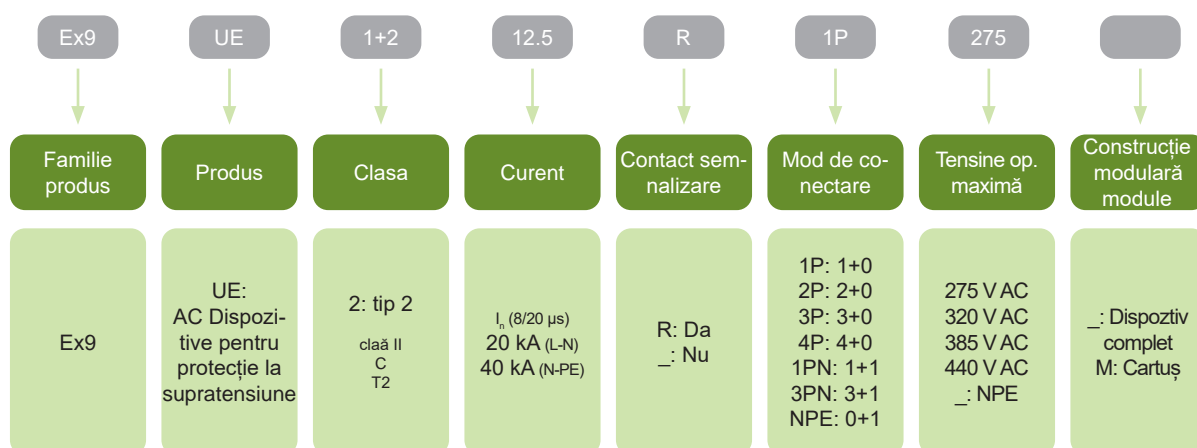 Ex9
UE
1+2
12.5
R
1P
275
Familie
produs
Produs
Clasa
Curent
Contact sem-
nalizare
Mod de co-
nectare
Tensine op.
maximă
Construcție
modulară
module
Ex9
UE:
AC Dispozi-
tive pentru
protecție la
supratensiune
2: tip 2
claă II
C
T2
In (8/20 µs)
20 kA (L-N)
40 kA (N-PE)
R: Da
_: Nu
1P: 1+0
2P: 2+0
3P: 3+0
4P: 4+0
1PN: 1+1
3PN: 3+1
NPE: 0+1
275 V AC
320 V AC
385 V AC
440 V AC
_: NPE
_: Dispoztiv
complet
M: Cartuș